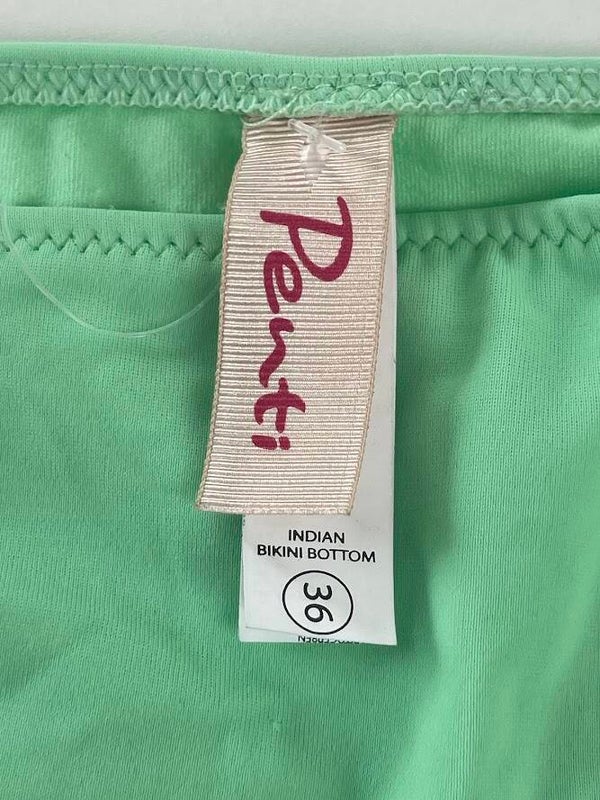 Penti
INDIAN
BIKINI BOTTOM
36